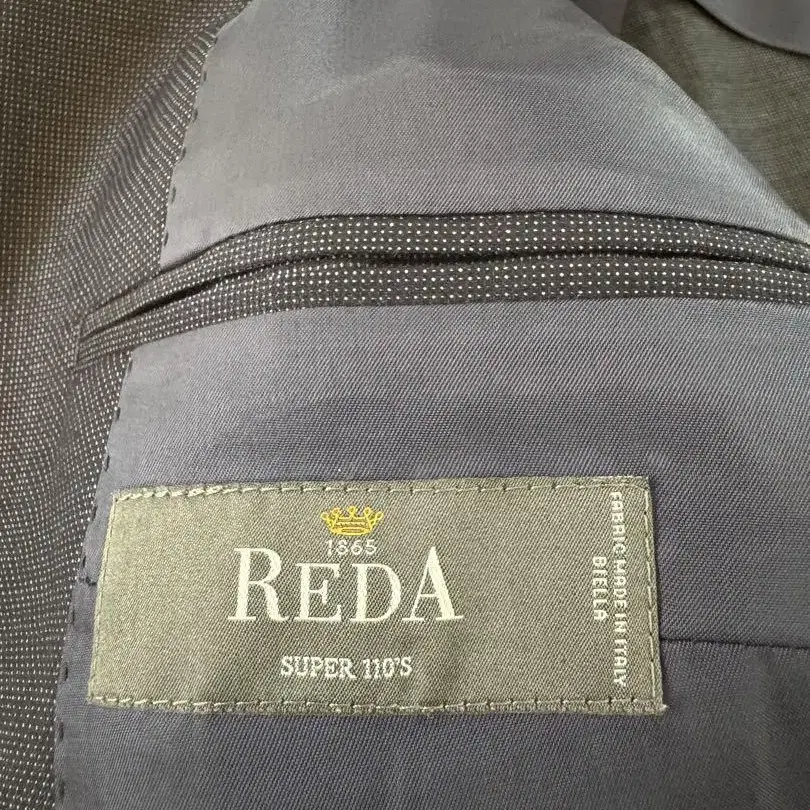 1865
REDA
SUPER 110'S
FABRIC MADE IN ITALY
BIELLA